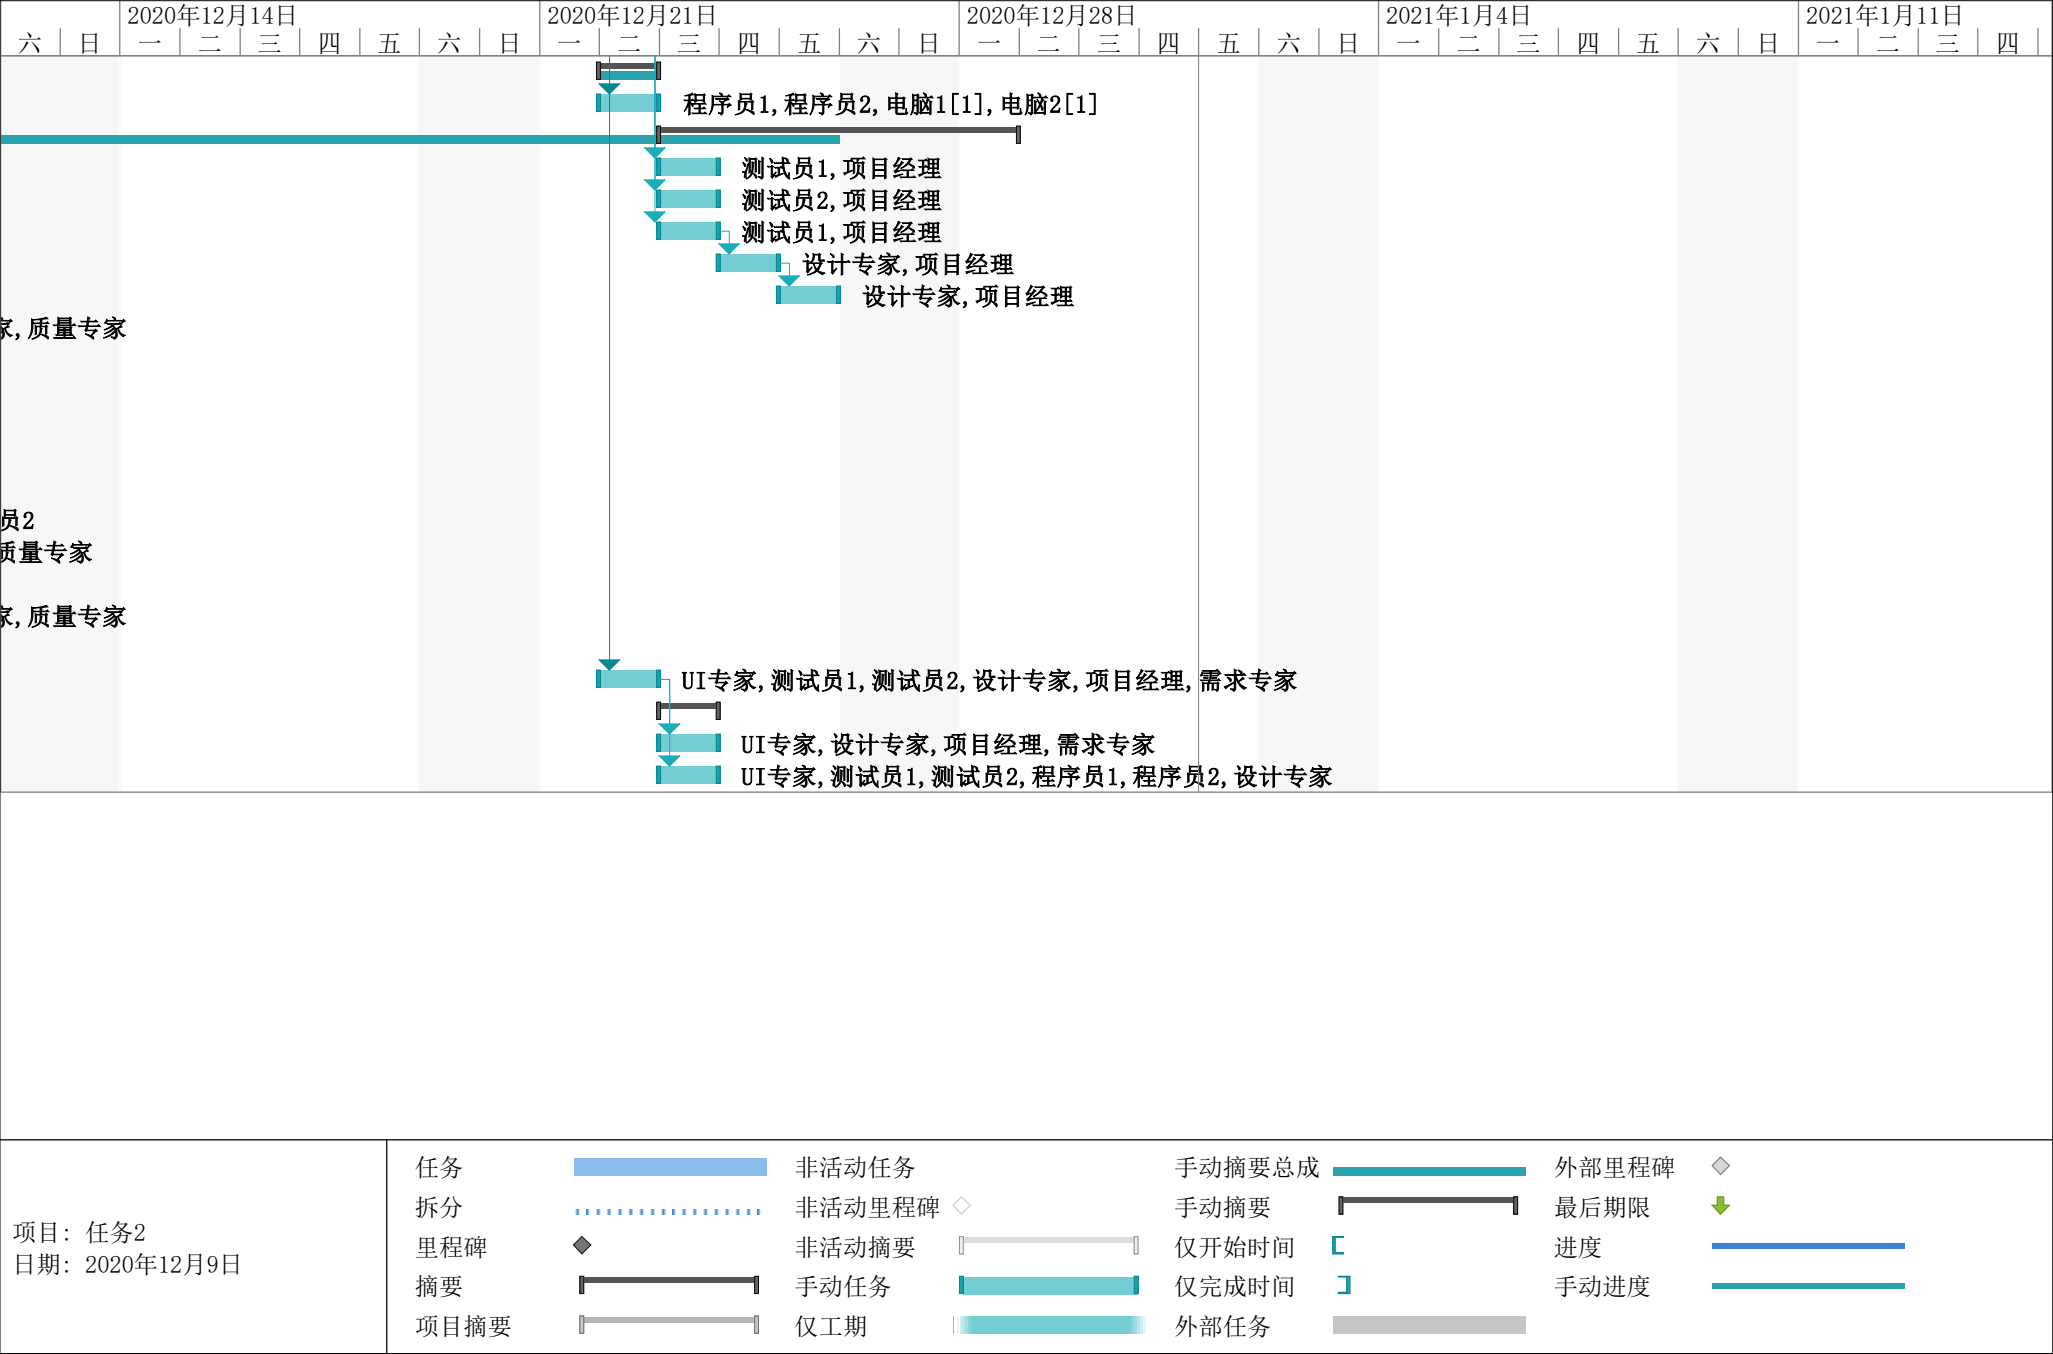 2020年12月14日 2020年12月21日 2020年12月28日 2021年1月4日 2021年1月11日
六 日 一 二 三 四 五 六 日 一 二 三 四 五 六 日 一 二 三 四 五 六 日 一 二 三 四 五 六 日 一 二 三 四
程序员1,程序员2,电脑1[1],电脑2[1]
测试员1,项目经理
测试员2,项目经理
测试员1,项目经理
设计专家,项目经理
设计专家,项目经理
家,质量专家
员2
质量专家
家,质量专家
UI专家,测试员1,测试员2,设计专家,项目经理,需求专家
UI专家,设计专家,项目经理,需求专家
UI专家,测试员1,测试员2,程序员1,程序员2,设计专家
项目: 任务2
日期: 2020年12月9日
任务
拆分
里程碑
摘要
项目摘要
非活动任务
非活动里程碑
非活动摘要
手动任务
仅工期
手动摘要总成
手动摘要
仅开始时间
仅完成时间
外部任务
外部里程碑
最后期限
进度
手动进度